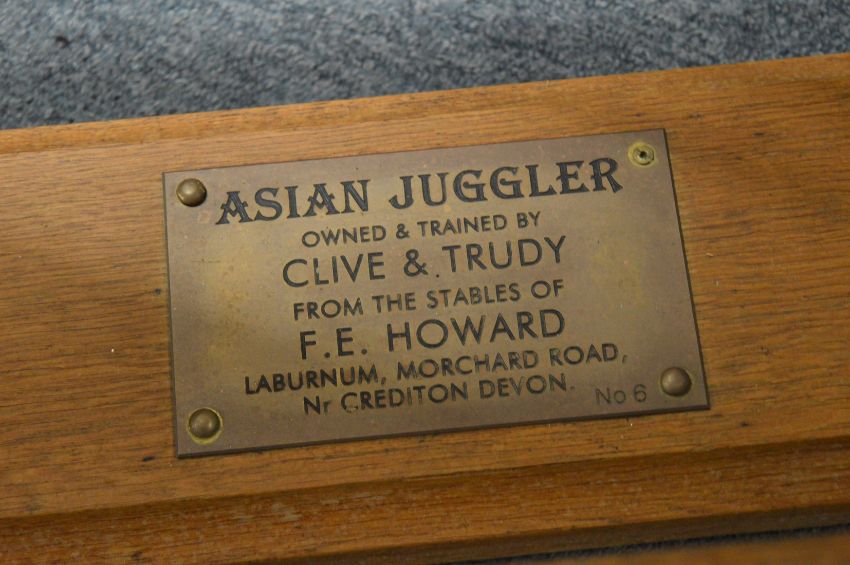 ASIAN JUGGLER
OWNED & TRAINED BY
CLIVE & TRUDY
FROM THE STABLES OF
F.E. HOWARD
LABURNUM, MORCHARD ROAD,
Nr CREDITON DEVON.
No 6